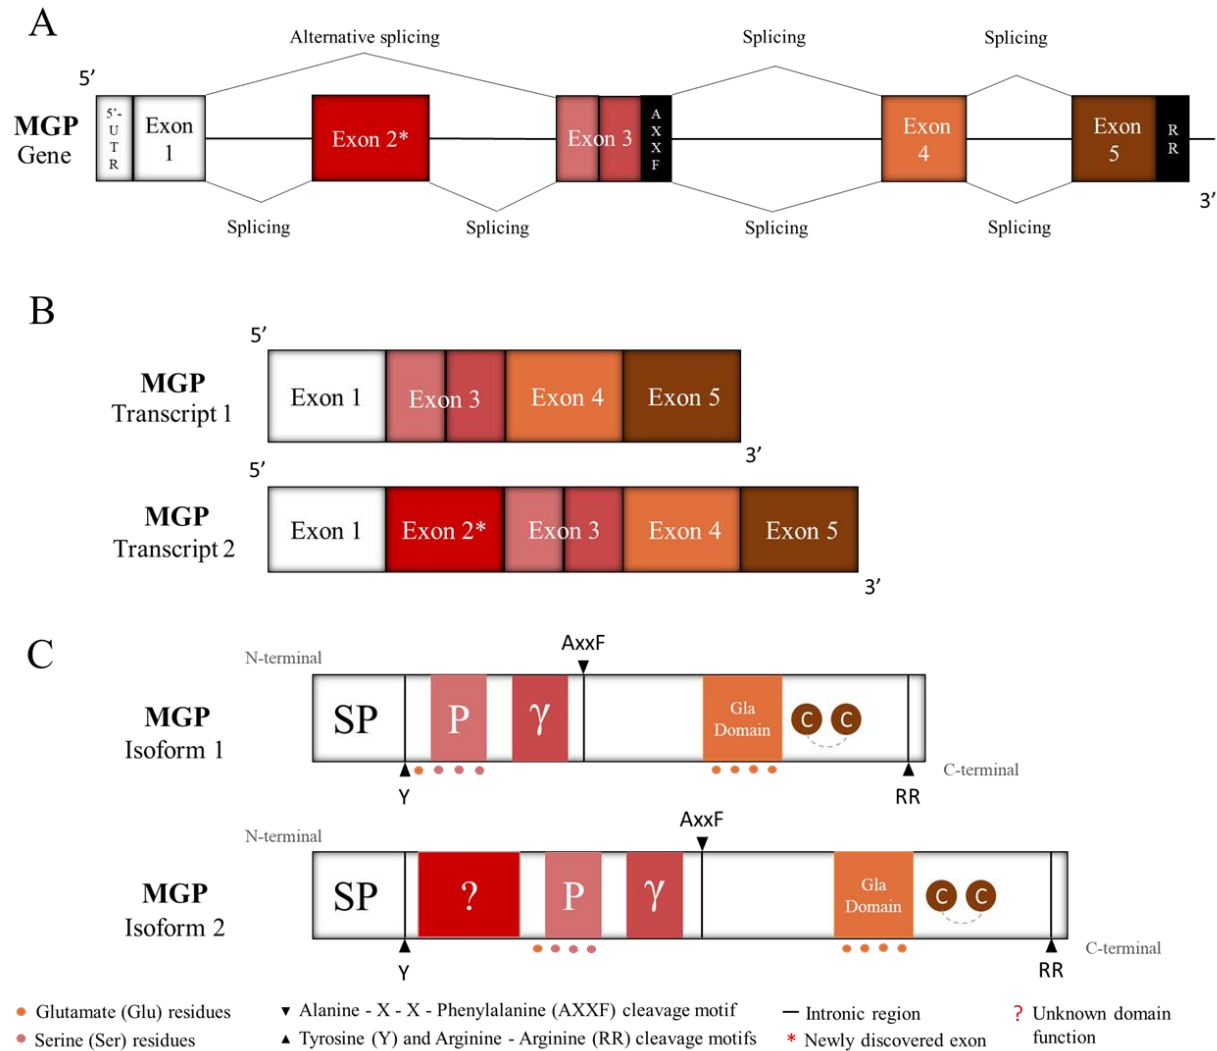 A
Alternative splicing
Splicing
Splicing
5’
MGP
Gene
5’-
U
T
R
Exon
1
Exon 2*
Exon 3
A
X
X
F
Exon
4
Exon
5
R
R
3’
Splicing
Splicing
Splicing
Splicing
B
5’
MGP
Transcript 1
Exon 1
Exon 3
Exon 4
Exon 5
3’
5’
MGP
Transcript 2
Exon 1
Exon 2*
Exon 3
Exon 4
Exon 5
3’
C
AxxF
N-terminal
MGP
Isoform 1
SP
P
γ
Gla
Domain
C
C
C-terminal
Y
RR
AxxF
N-terminal
MGP
Isoform 2
SP
?
P
γ
Gla
Domain
C
C
C-terminal
Y
RR
Glutamate (Glu) residues
Serine (Ser) residues
Alanine - X - X - Phenylalanine (AXXF) cleavage motif
Tyrosine (Y) and Arginine - Arginine (RR) cleavage motifs
Intronic region
* Newly discovered exon
? Unknown domain
function